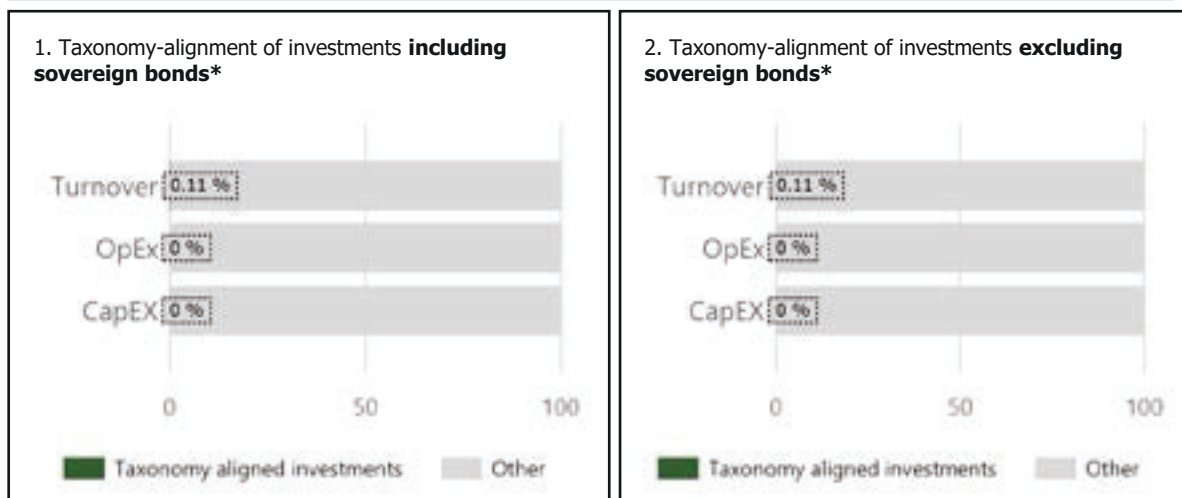 1. Taxonomy-alignment of investments including
sovereign bonds*
Turnover 0.11 %
OpEx 0 %
CapEX 0 %
0 50 100
Taxonomy aligned investments Other
2. Taxonomy-alignment of investments excluding
sovereign bonds*
Turnover 0.11 %
OpEx 0 %
CapEX 0 %
0 50 100
Taxonomy aligned investments Other